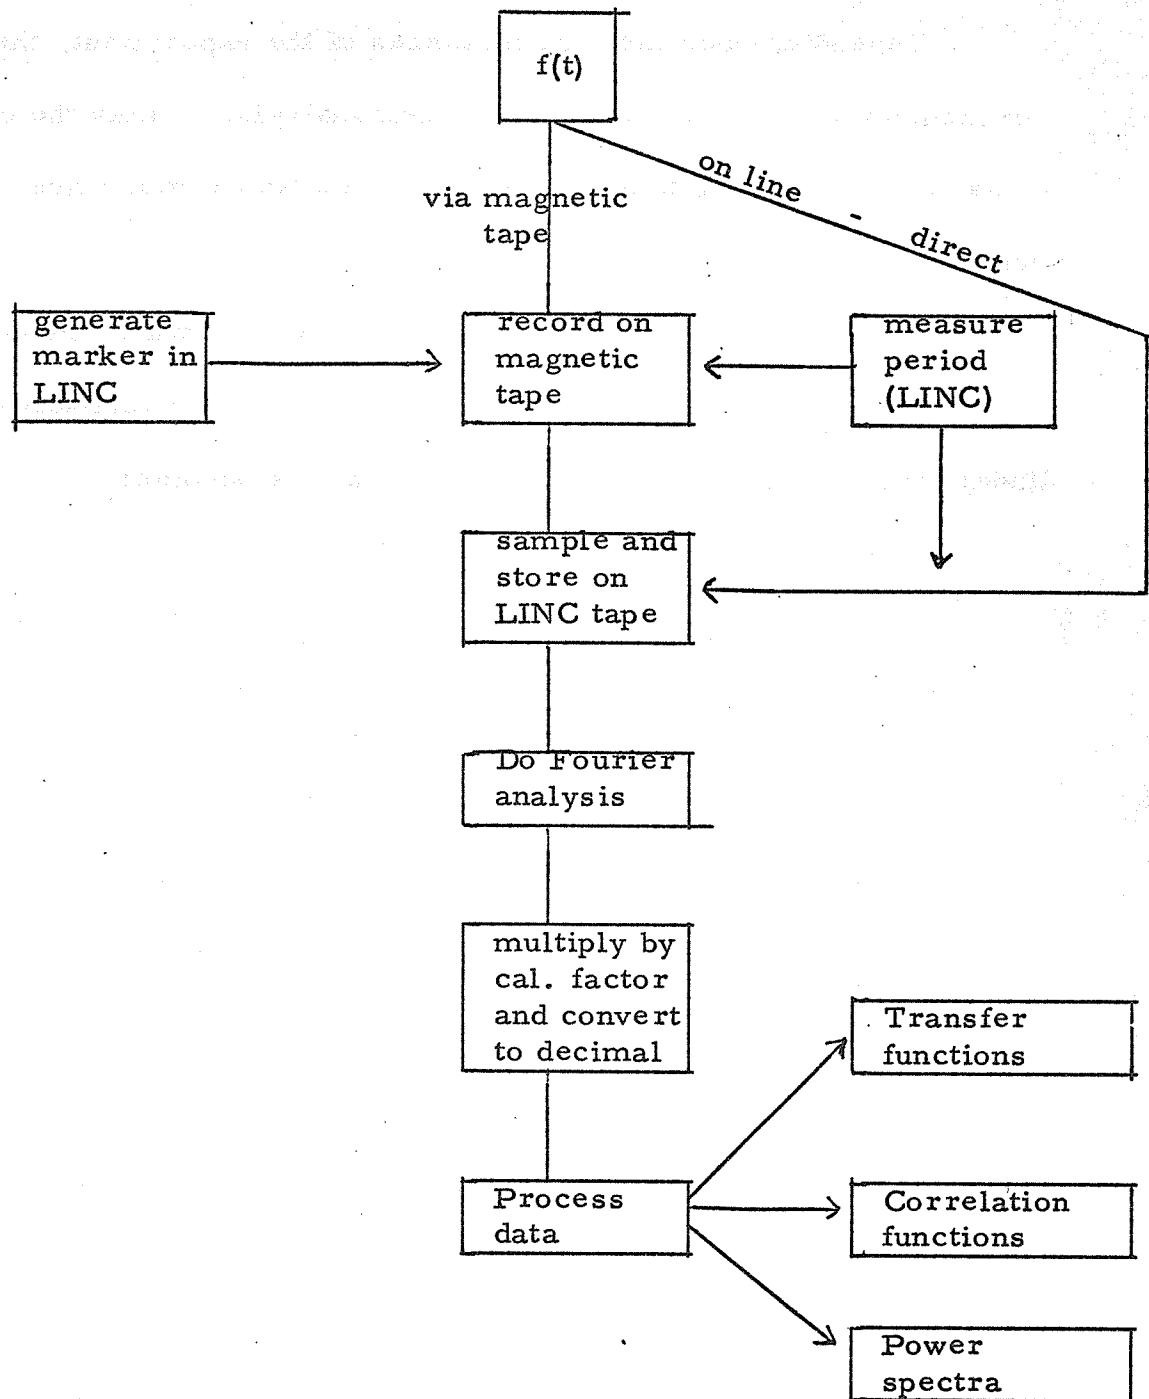 f(t)
via magnetic
tape
on line - direct
generate
marker in
LINC
record on
magnetic
tape
measure
period
(LINC)
sample and
store on
LINC tape
Do Fourier
analysis
multiply by
cal. factor
and convert
to decimal
Transfer
functions
Process
data
Correlation
functions
Power
spectra